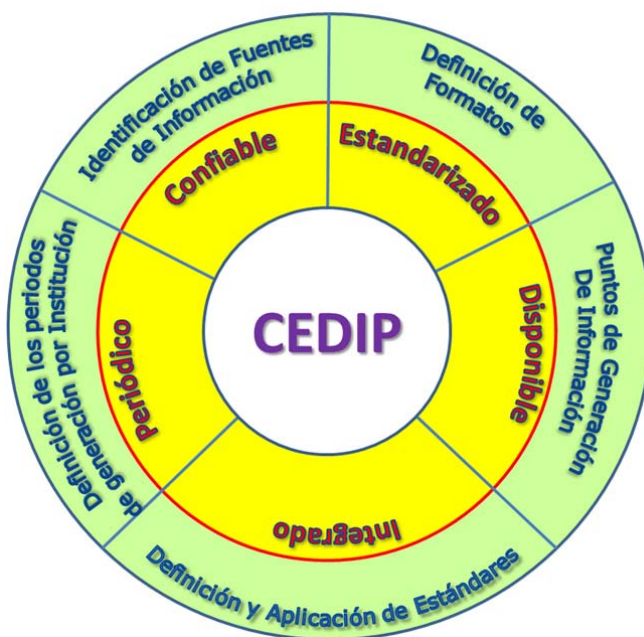 Identificación de Fuentes
de Información
Definición de
Formatos
Confiable
Estandarizado
Definición de los periodos
de generación por Institución
Periódico
CEDIP
Disponible
Puntos de Generación
De Información
Integrado
Definición y Aplicación de Estándares